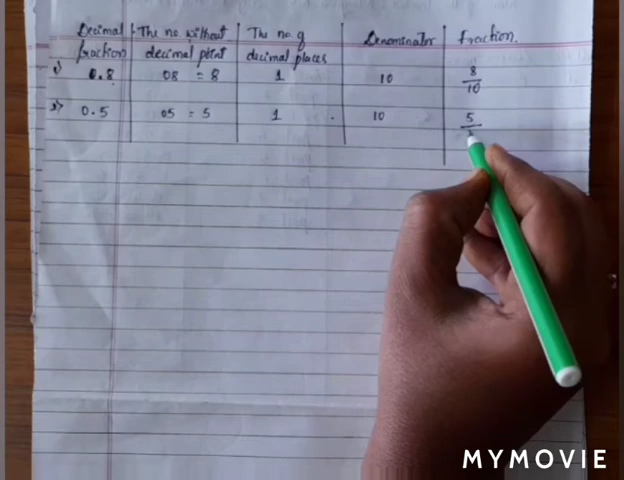 Decimal fraction | The no. without decimal point | The no. of decimal places | Denominator | fraction.
1) 0.8 | 08 = 8 | 1 | 10 | 8/10
2) 0.5 | 05 = 5 | 1 | 10 | 5/
MYMOVIE